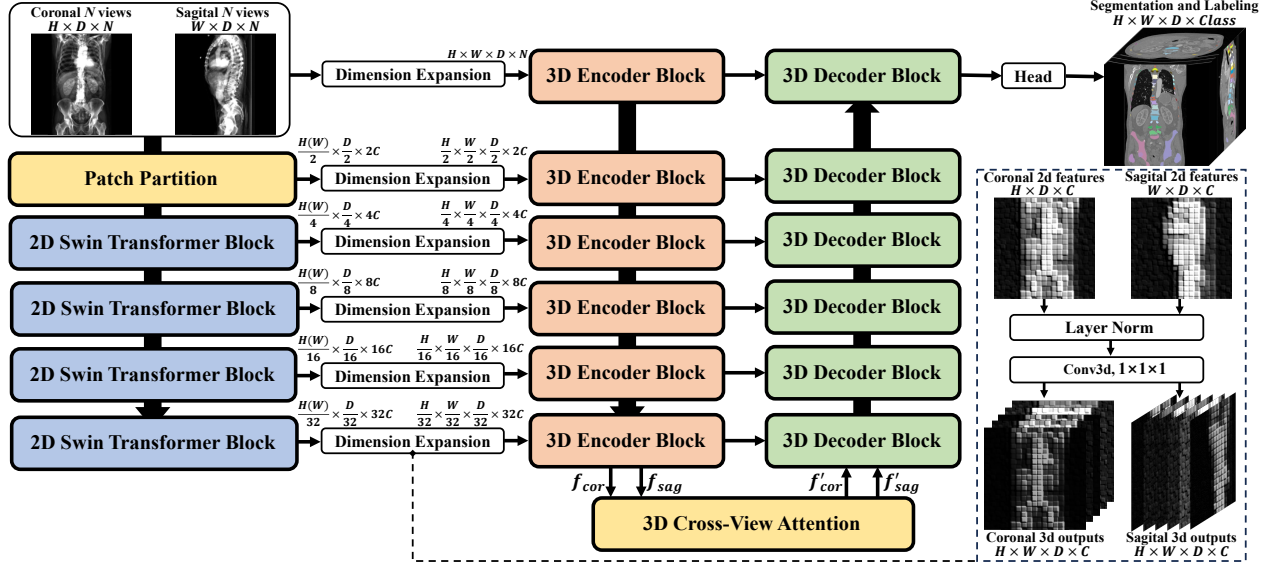 Coronal N views
H × D × N
Sagital N views
W × D × N
Segmentation and Labeling
H × W × D × Class
H × W × D × N
Dimension Expansion
3D Encoder Block
3D Decoder Block
Head
Patch Partition
H(W)/2 × D/2 × 2C
H/2 × W/2 × D/2 × 2C
Dimension Expansion
3D Encoder Block
3D Decoder Block
2D Swin Transformer Block
H(W)/4 × D/4 × 4C
H/4 × W/4 × D/4 × 4C
Dimension Expansion
3D Encoder Block
3D Decoder Block
2D Swin Transformer Block
H(W)/8 × D/8 × 8C
H/8 × W/8 × D/8 × 8C
Dimension Expansion
3D Encoder Block
3D Decoder Block
2D Swin Transformer Block
H(W)/16 × D/16 × 16C
H/16 × W/16 × D/16 × 16C
Dimension Expansion
3D Encoder Block
3D Decoder Block
2D Swin Transformer Block
H(W)/32 × D/32 × 32C
H/32 × W/32 × D/32 × 32C
Dimension Expansion
3D Encoder Block
3D Decoder Block
f_cor
f_sag
f'_cor
f'_sag
3D Cross-View Attention
Coronal 2d features
H × D × C
Sagital 2d features
W × D × C
Layer Norm
Conv3d, 1×1×1
Coronal 3d outputs
H × W × D × C
Sagital 3d outputs
H × W × D × C